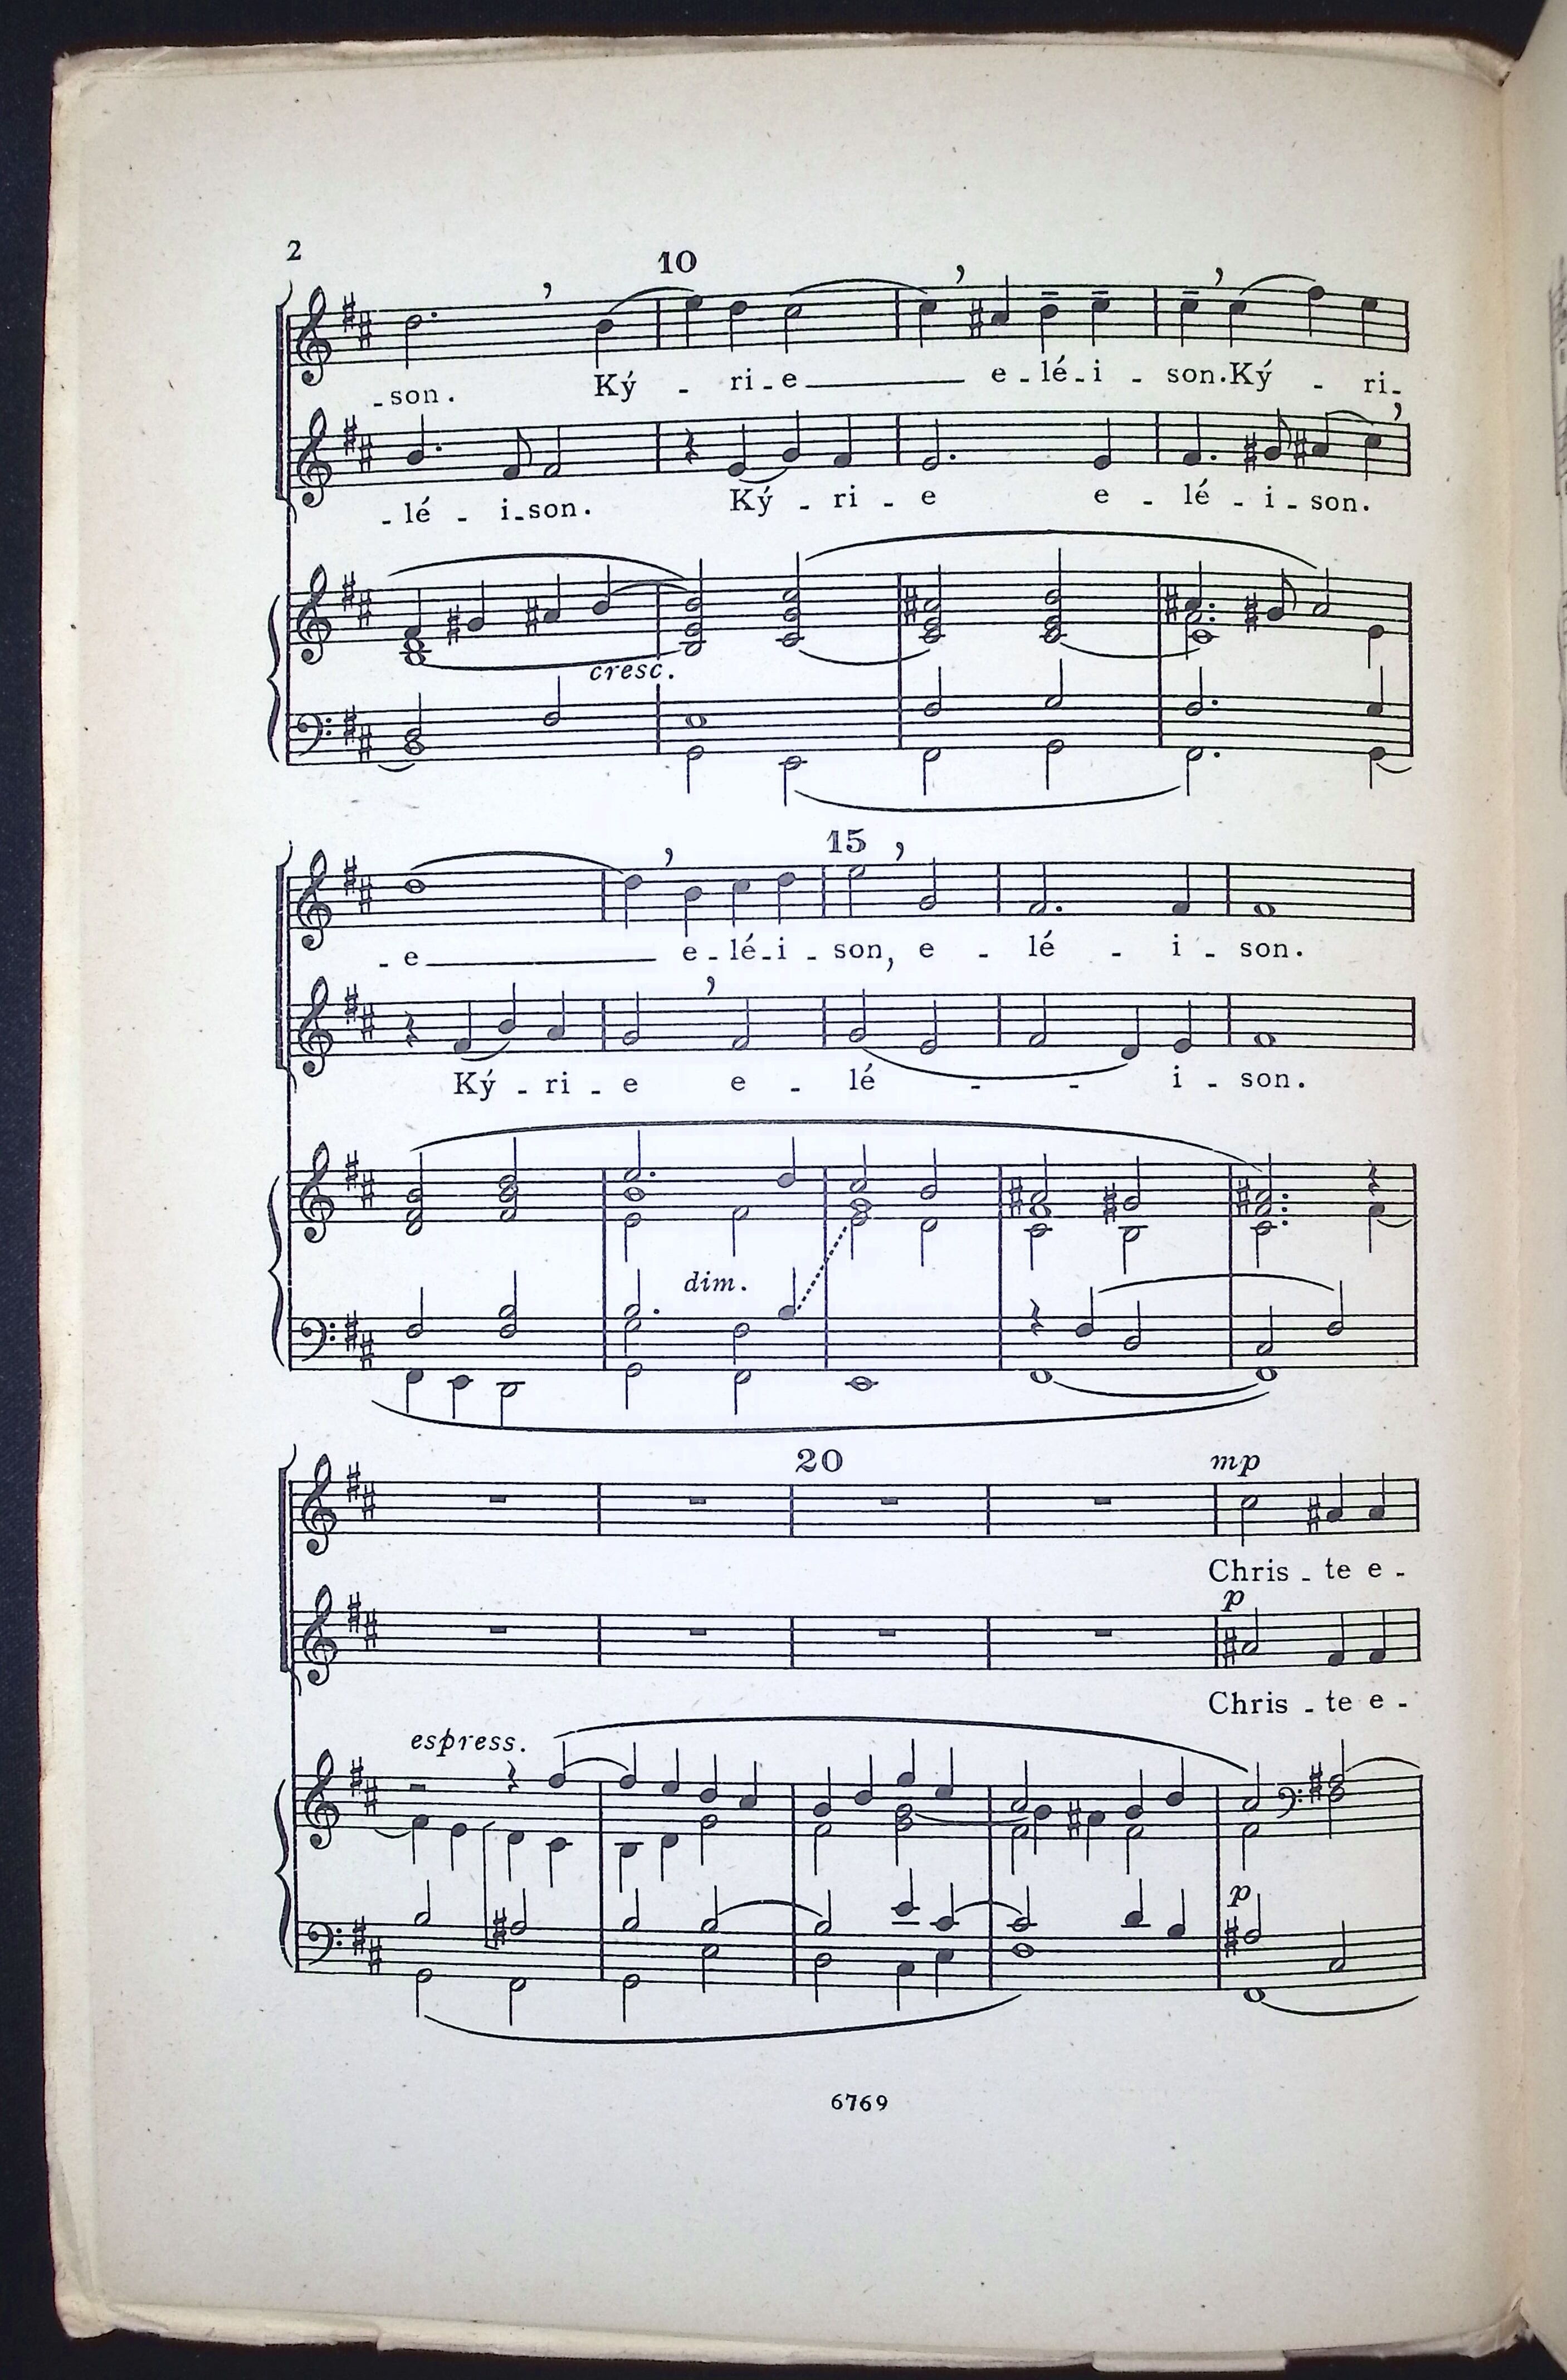 2
10
- son. Ký - ri - e e - lé - i - son. Ký - ri -
- lé - i - son. Ký - ri - e e - lé - i - son.
cresc.
15
- e e - lé - i - son, e - lé - i - son.
Ký - ri - e e - lé - - i - son.
dim.
20 mp
Chris - te e -
p
Chris - te e -
espress.
p
6769